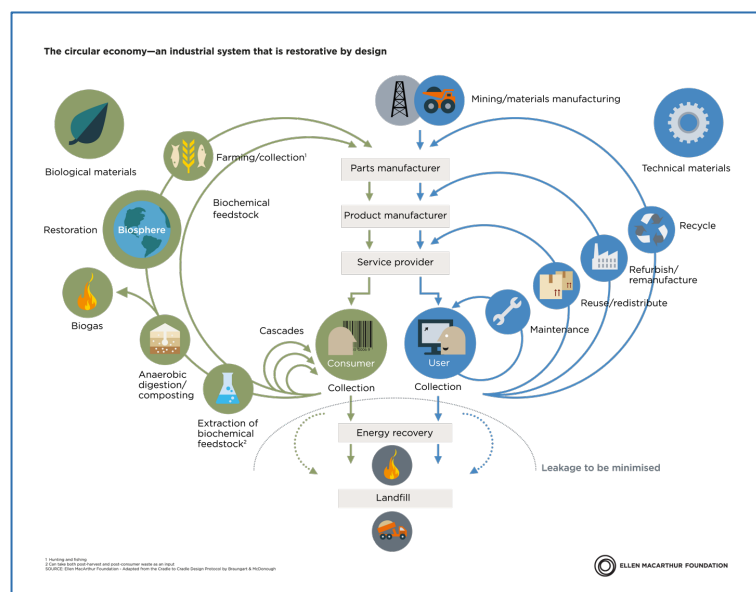 The circular economy—an industrial system that is restorative by design
Mining/materials manufacturing
Biological materials
Farming/collection¹
Technical materials
Parts manufacturer
Biochemical
feedstock
Restoration
Biosphere
Product manufacturer
Recycle
Service provider
Refurbish/
remanufacture
Reuse/redistribute
Biogas
Cascades
Maintenance
Consumer
User
Anaerobic
digestion/
composting
Collection
Collection
Extraction of
biochemical
feedstock²
Energy recovery
Leakage to be minimised
Landfill
1 Hunting and fishing
2 Can take both post-harvest and post-consumer waste as an input
SOURCE: Ellen MacArthur Foundation - Adapted from the Cradle to Cradle Design Protocol by Braungart & McDonough
ELLEN MACARTHUR FOUNDATION